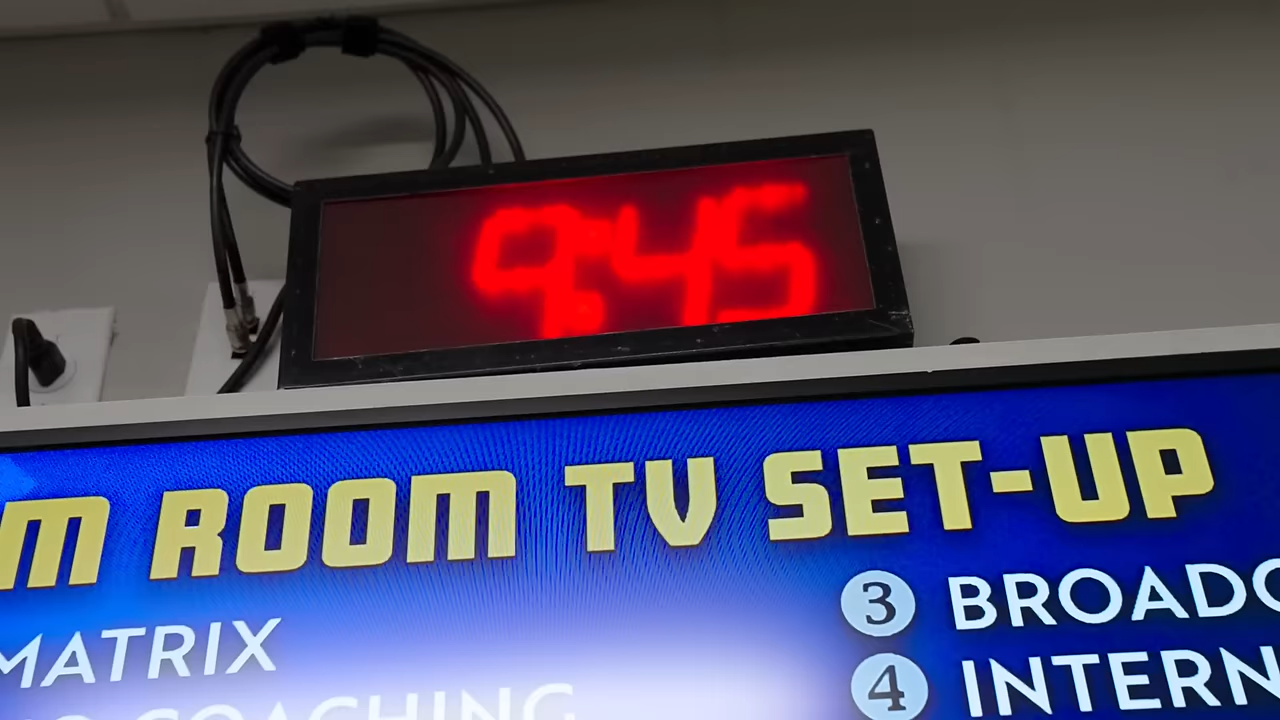 9:45
M ROOM TV SET-UP
MATRIX
COACHING
3 BROADC
4 INTERN